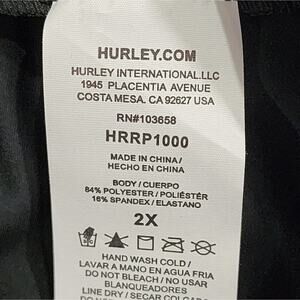 HURLEY.COM
HURLEY INTERNATIONAL.LLC
1945 PLACENTIA AVENUE
COSTA MESA. CA 92627 USA
RN#103658
HRRP1000
MADE IN CHINA /
HECHO EN CHINA
BODY / CUERPO
84% POLYESTER / POLIÉSTER
16% SPANDEX / ELASTANO
2X
HAND WASH COLD /
LAVAR A MANO EN AGUA FRIA
DO NOT BLEACH / NO USAR
BLANQUEADORES
LINE DRY / SECAR COLGADO